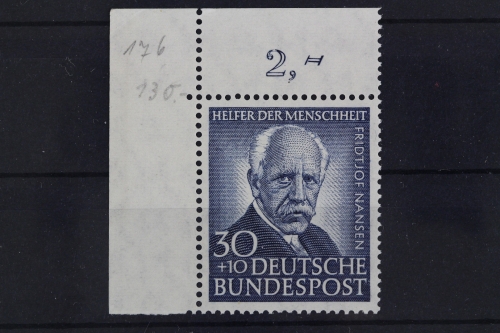 176
130.-
2,-
HELFER DER MENSCHHEIT
FRIDTJOF NANSEN
30
+10 DEUTSCHE
BUNDESPOST